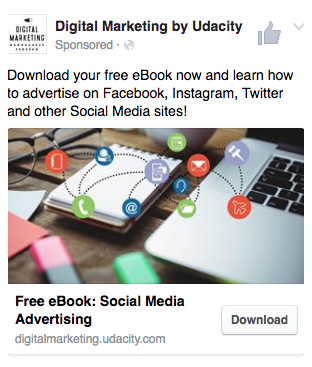 DIGITAL
MARKETING
Digital Marketing by Udacity
Sponsored ·
Download your free eBook now and learn how
to advertise on Facebook, Instagram, Twitter
and other Social Media sites!
@
Free eBook: Social Media
Advertising
Download
digitalmarketing.udacity.com